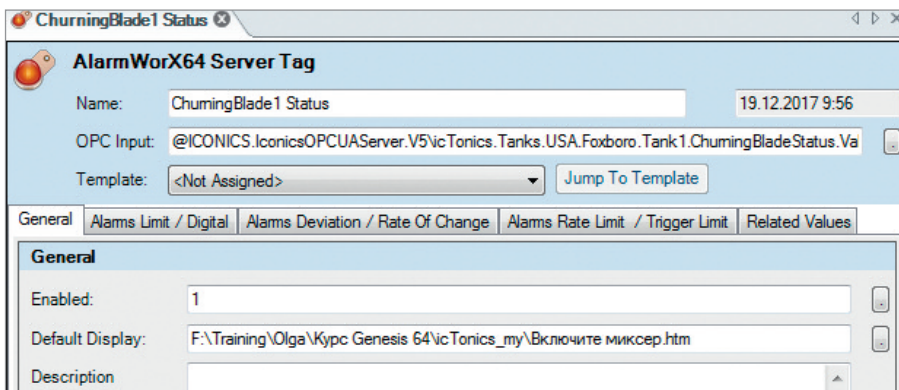 ChurningBlade1 Status
AlarmWorX64 Server Tag
Name: ChurningBlade1 Status 19.12.2017 9:56
OPC Input: @ICONICS.IconicsOPCUAServer.V5\icTonics.Tanks.USA.Foxboro.Tank1.ChurningBladeStatus.Va
Template: <Not Assigned> Jump To Template
General Alarms Limit / Digital Alarms Deviation / Rate Of Change Alarms Rate Limit / Trigger Limit Related Values
General
Enabled: 1
Default Display: F:\Training\Olga\Курс Genesis 64\icTonics_my\Включите миксер.htm
Description